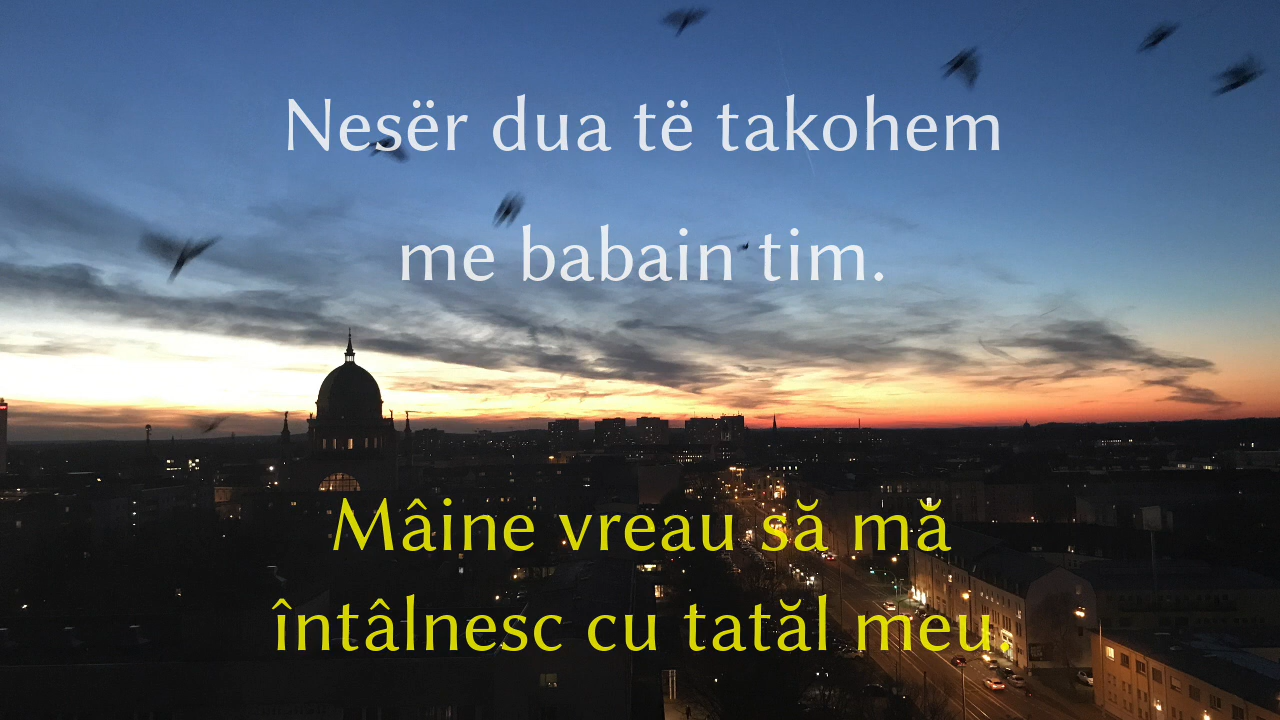 Nesër dua të takohem
me babain tim.
Mâine vreau să mă
întâlnesc cu tatăl meu.